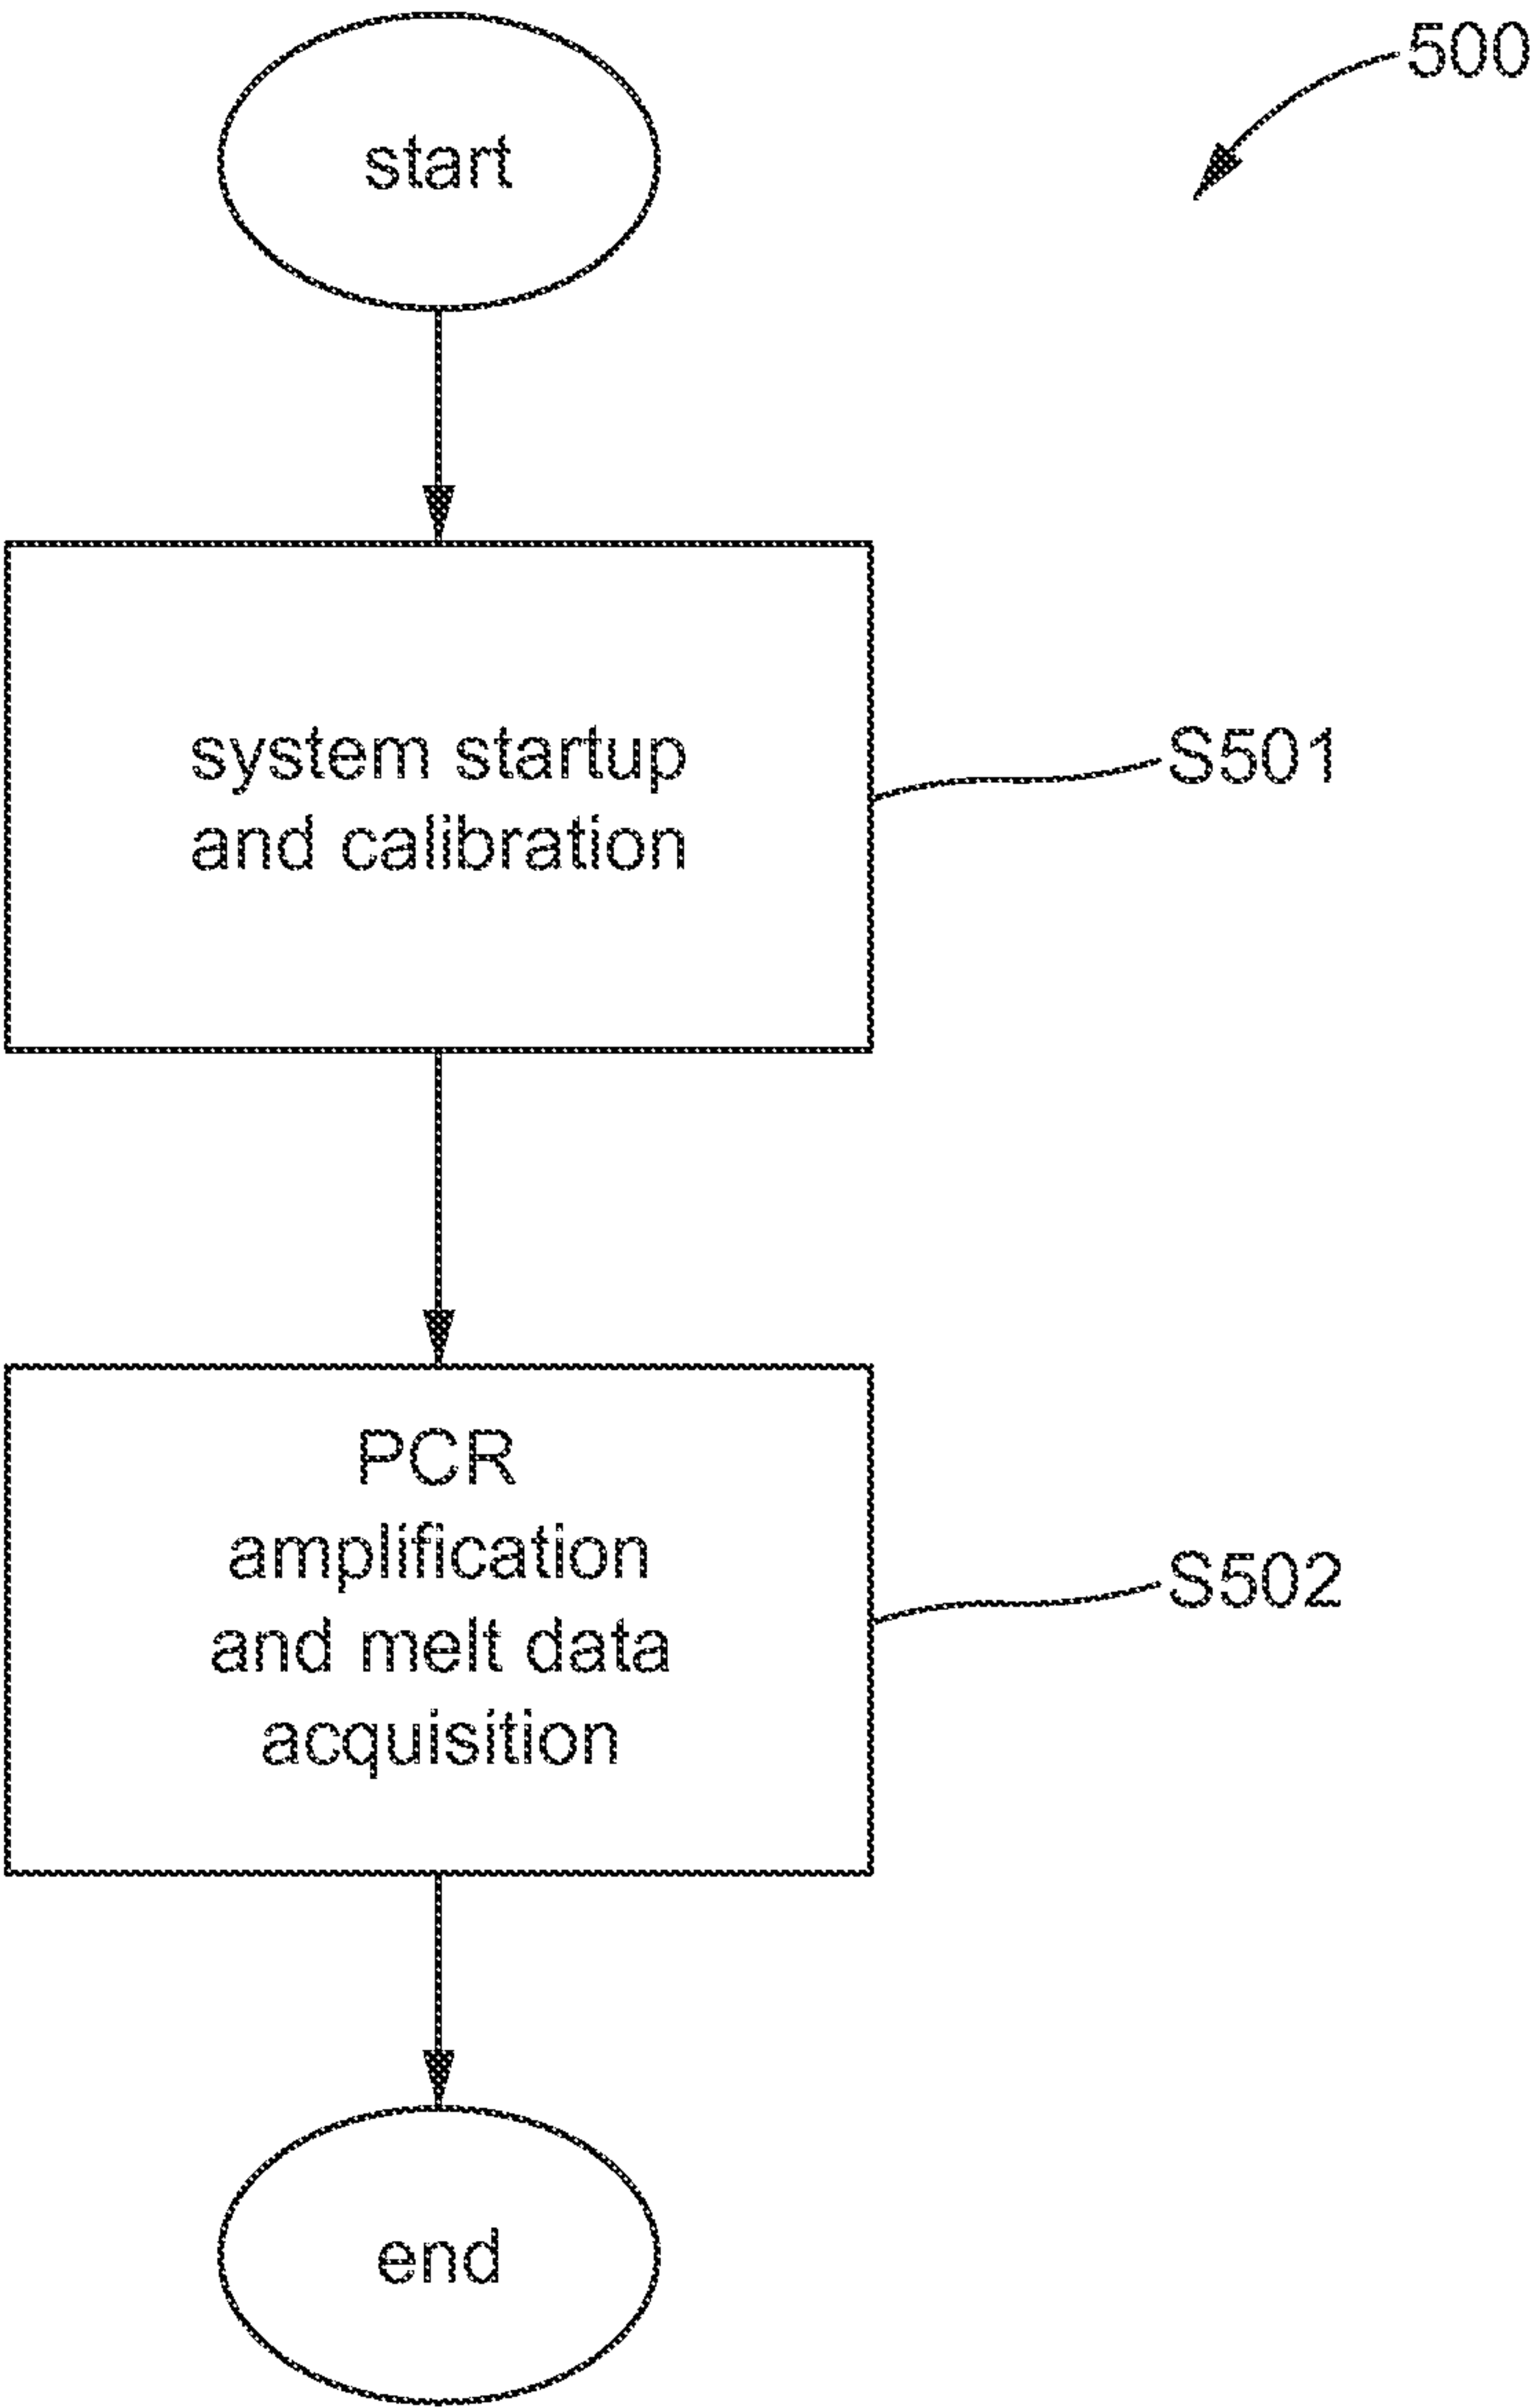 500
start
system startup
and calibration
S501
PCR
amplification
and melt data
acquisition
S502
end